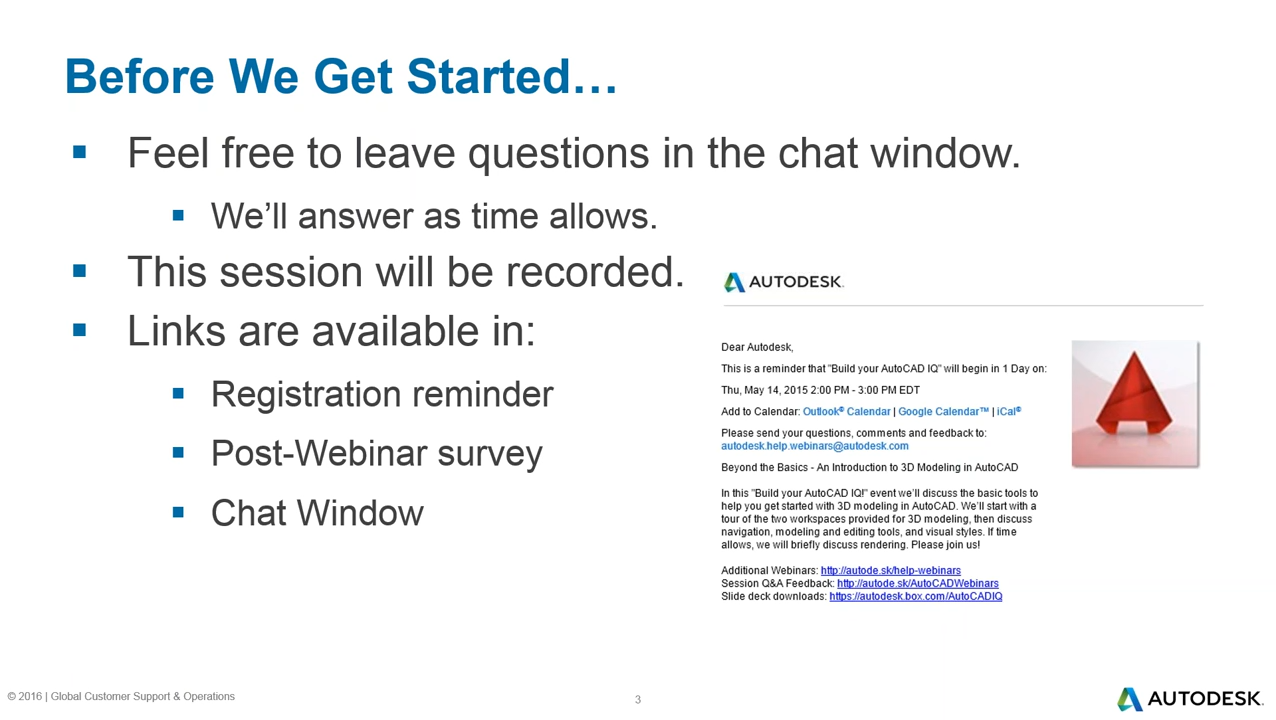 Before We Get Started…
Feel free to leave questions in the chat window.
We’ll answer as time allows.
This session will be recorded.
Links are available in:
Registration reminder
Post-Webinar survey
Chat Window
AUTODESK.
Dear Autodesk,
This is a reminder that "Build your AutoCAD IQ" will begin in 1 Day on:
Thu, May 14, 2015 2:00 PM - 3:00 PM EDT
Add to Calendar: Outlook® Calendar | Google Calendar™ | iCal®
Please send your questions, comments and feedback to:
autodesk.help.webinars@autodesk.com
Beyond the Basics - An Introduction to 3D Modeling in AutoCAD
In this "Build your AutoCAD IQ!" event we’ll discuss the basic tools to
help you get started with 3D modeling in AutoCAD. We’ll start with a
tour of the two workspaces provided for 3D modeling, then discuss
navigation, modeling and editing tools, and visual styles. If time
allows, we will briefly discuss rendering. Please join us!
Additional Webinars: http://autode.sk/help-webinars
Session Q&A Feedback: http://autode.sk/AutoCADWebinars
Slide deck downloads: https://autodesk.box.com/AutoCADIQ
© 2016 | Global Customer Support & Operations
3
AUTODESK.